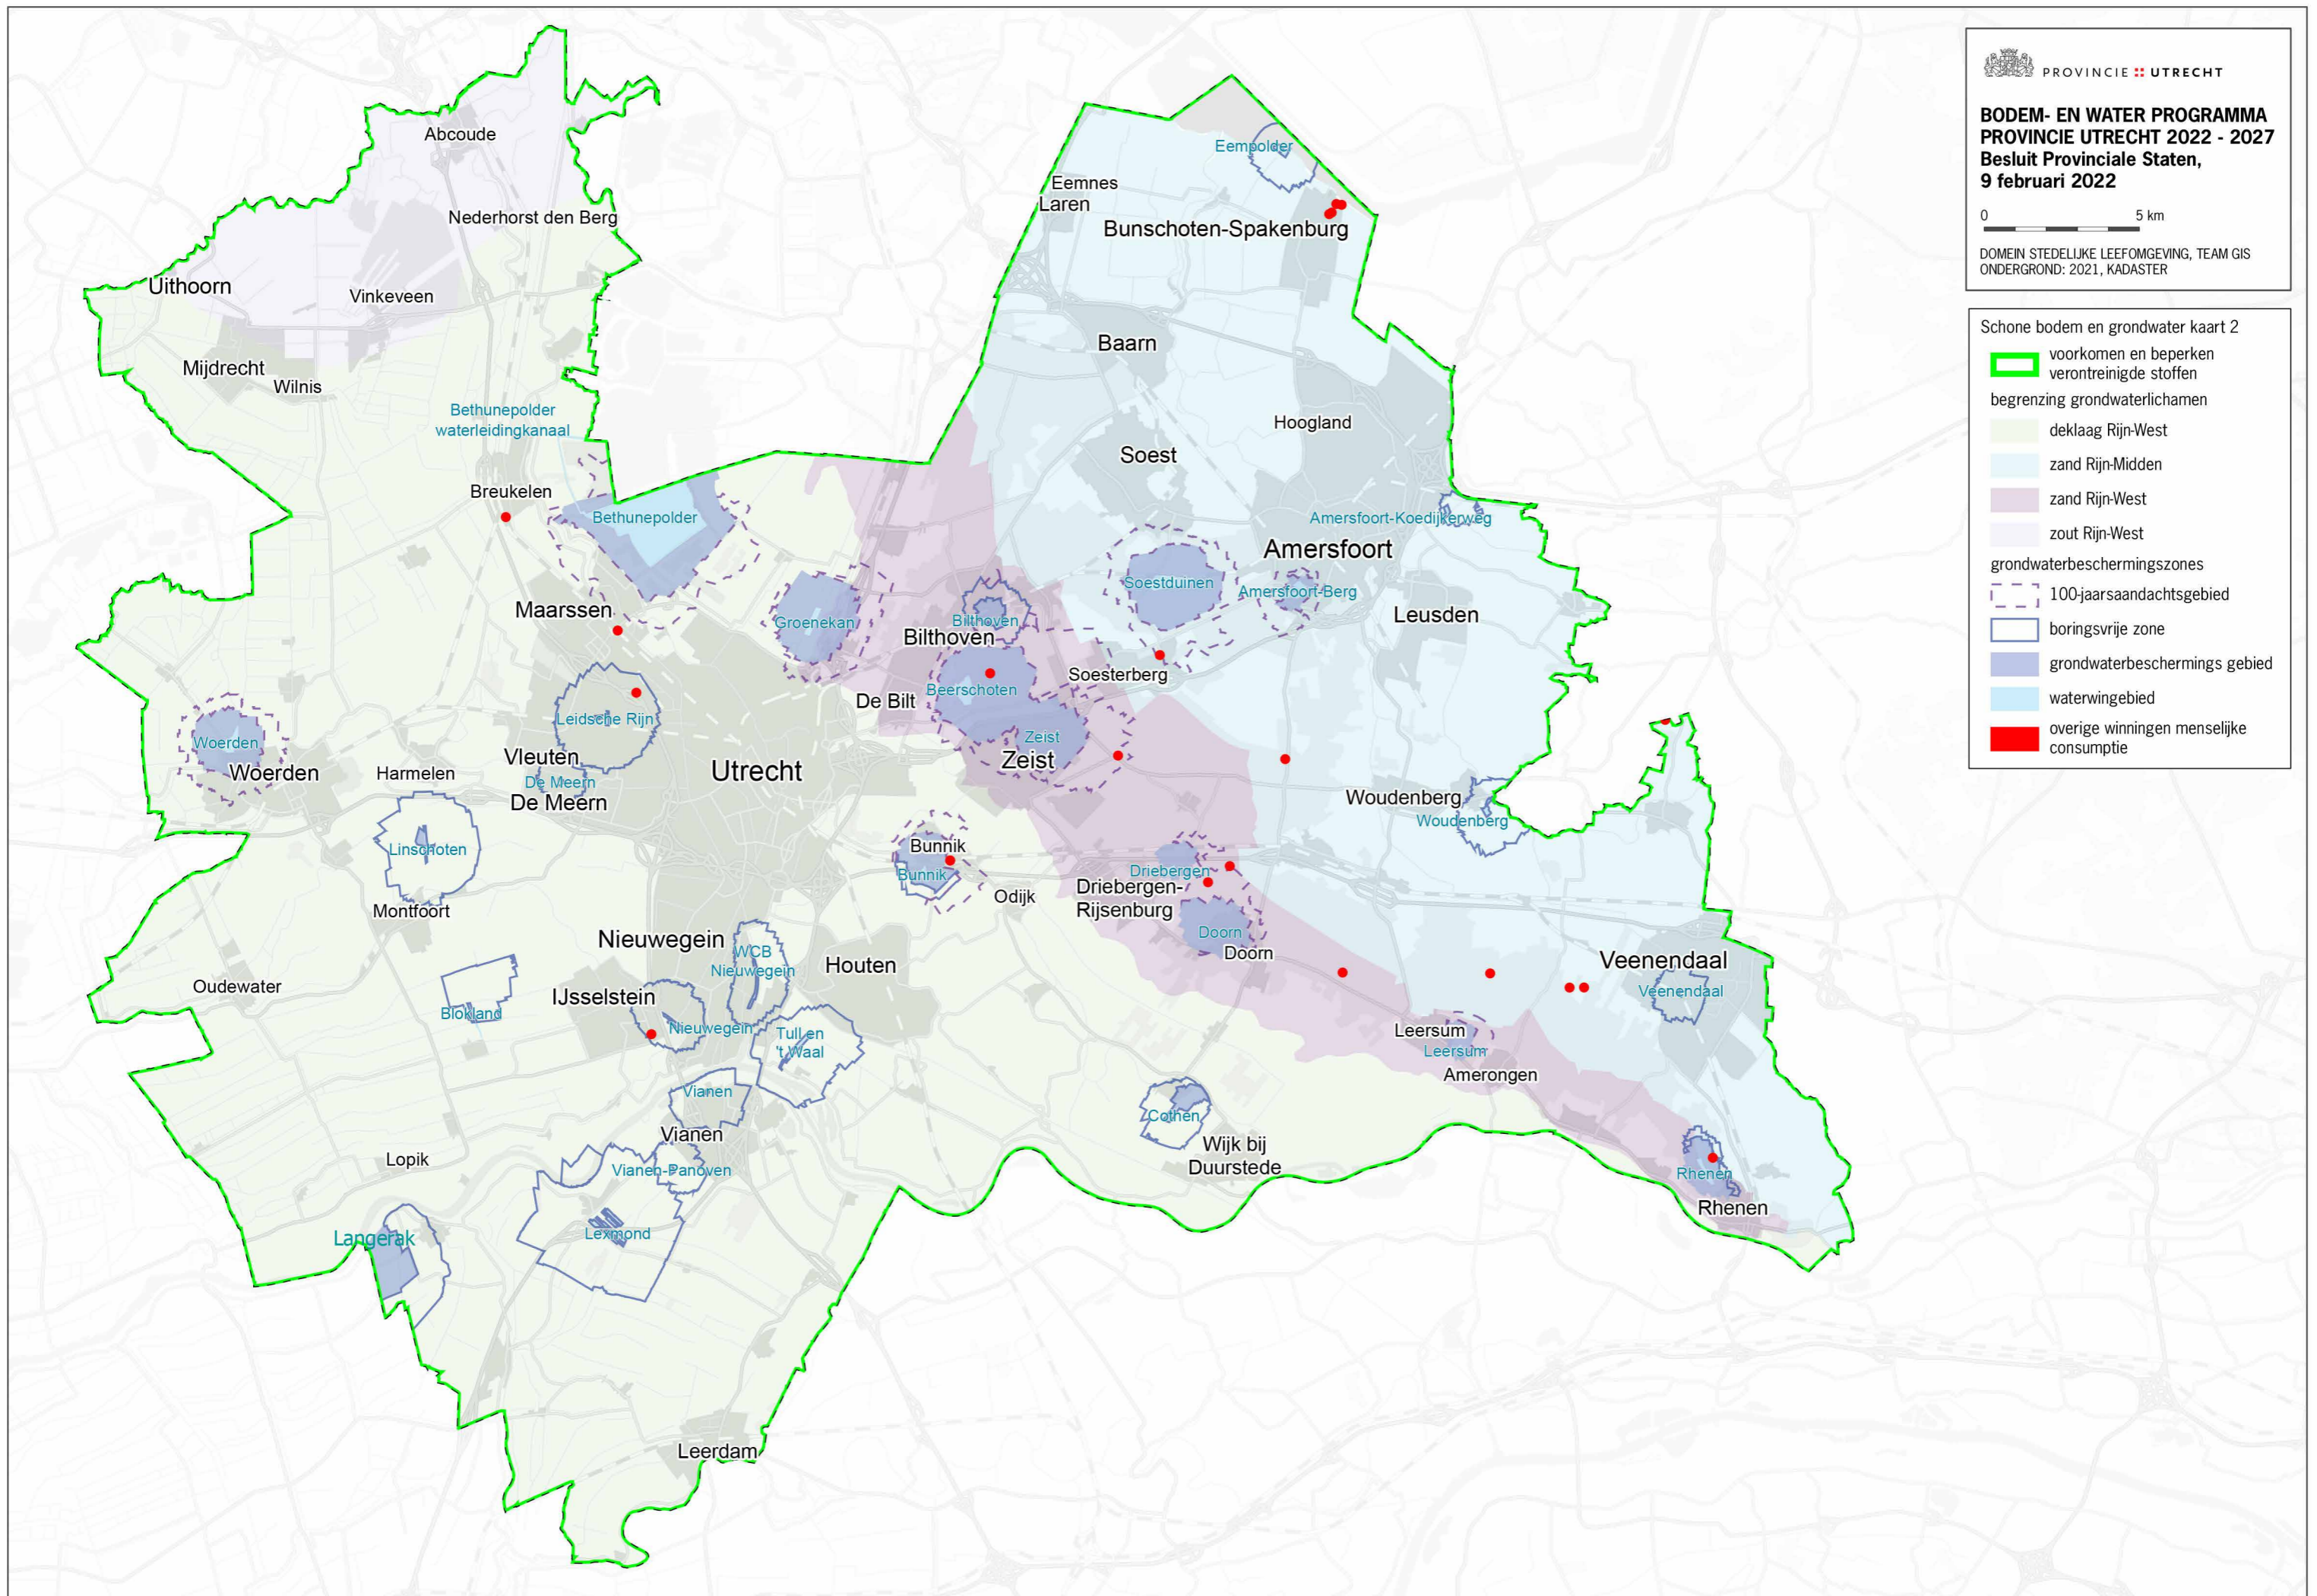 PROVINCIE UTRECHT
BODEM- EN WATER PROGRAMMA
PROVINCIE UTRECHT 2022 - 2027
Besluit Provinciale Staten,
9 februari 2022
0 5 km
DOMEIN STEDELIJKE LEEFOMGEVING, TEAM GIS
ONDERGROND: 2021, KADASTER
Schone bodem en grondwater kaart 2
voorkomen en beperken
verontreinigde stoffen
begrenzing grondwaterlichamen
deklaag Rijn-West
zand Rijn-Midden
zand Rijn-West
zout Rijn-West
grondwaterbeschermingszones
100-jaarsaandachtsgebied
boringsvrije zone
grondwaterbeschermings gebied
waterwingebied
overige winningen menselijke
consumptie
Abcoude
Eempolder
Eemnes
Laren
Nederhorst den Berg
Bunschoten-Spakenburg
Uithoorn
Vinkeveen
Baarn
Mijdrecht
Wilnis
Bethunepolder
waterleidingkanaal
Hoogland
Soest
Breukelen
Bethunepolder
Amersfoort-Koedijkerweg
Amersfoort
Soestduinen
Amersfoort-Berg
Maarssen
Groenekan
Bilthoven
Bilthoven
Leusden
Soesterberg
Beerschoten
De Bilt
Leidsche Rijn
Woerden
Zeist
Zeist
Vleuten
Utrecht
Woerden
Harmelen
De Meern
De Meern
Woudenberg
Woudenberg
Linschoten
Bunnik
Bunnik
Driebergen
Driebergen-
Rijsenburg
Odijk
Montfoort
Doorn
Doorn
Nieuwegein
WCB
Nieuwegein
Houten
Veenendaal
Veenendaal
Oudewater
IJsselstein
Blokland
Nieuwegein
Tull en
't Waal
Leersum
Leersum
Amerongen
Vianen
Cothen
Vianen
Wijk bij
Duurstede
Lopik
Vianen-Panoven
Rhenen
Rhenen
Lexmond
Langerak
Leerdam